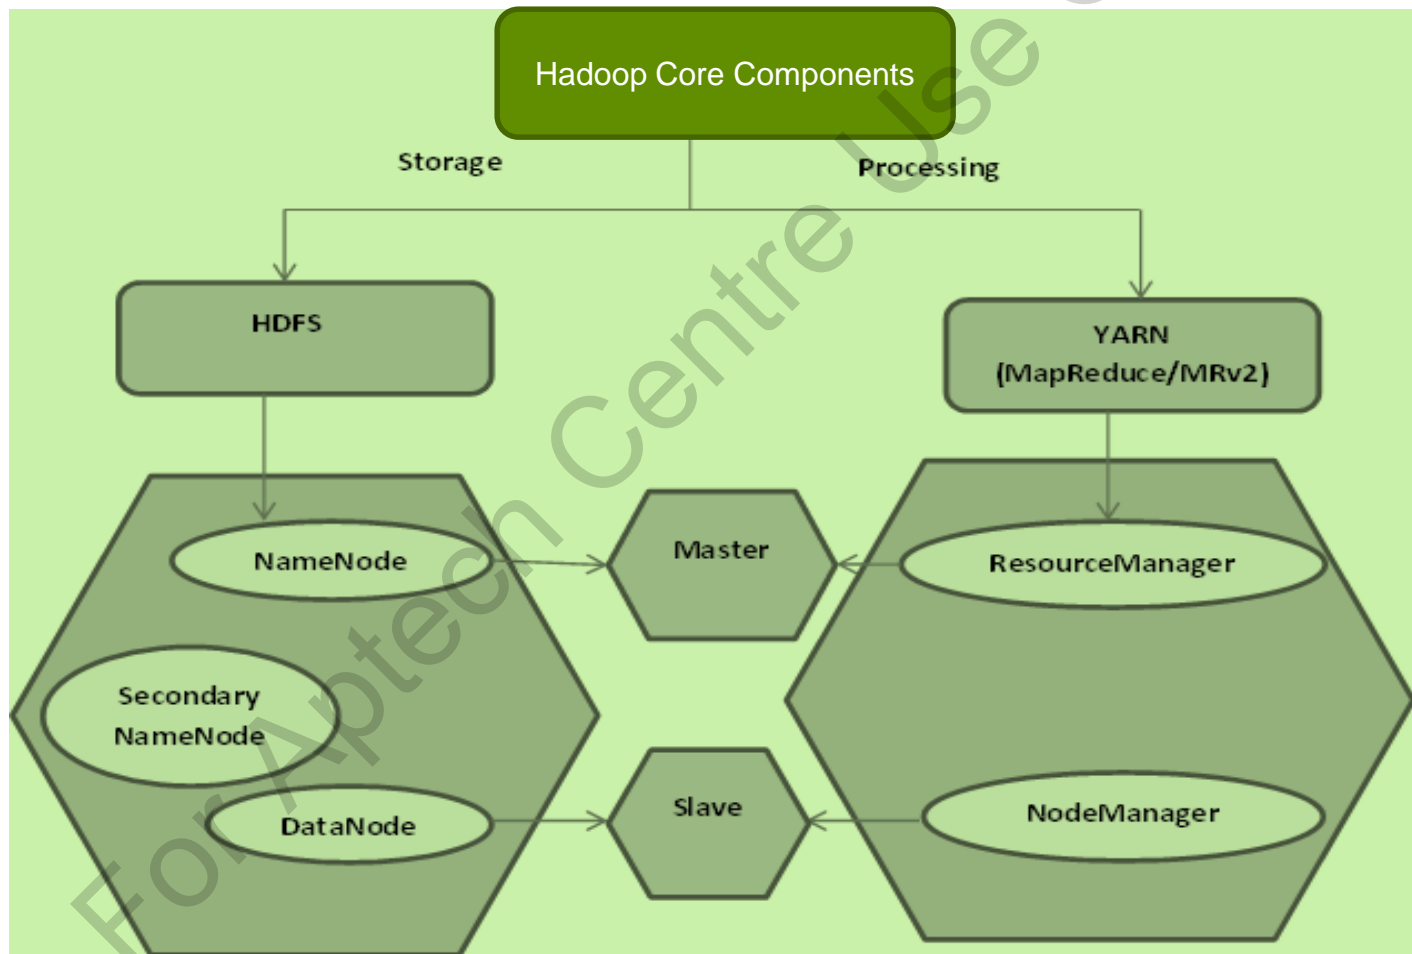 Hadoop Core Components
Storage
Processing
HDFS
YARN
(MapReduce/MRv2)
NameNode
Master
ResourceManager
Secondary
NameNode
Slave
DataNode
NodeManager
For Aptech Centre Use